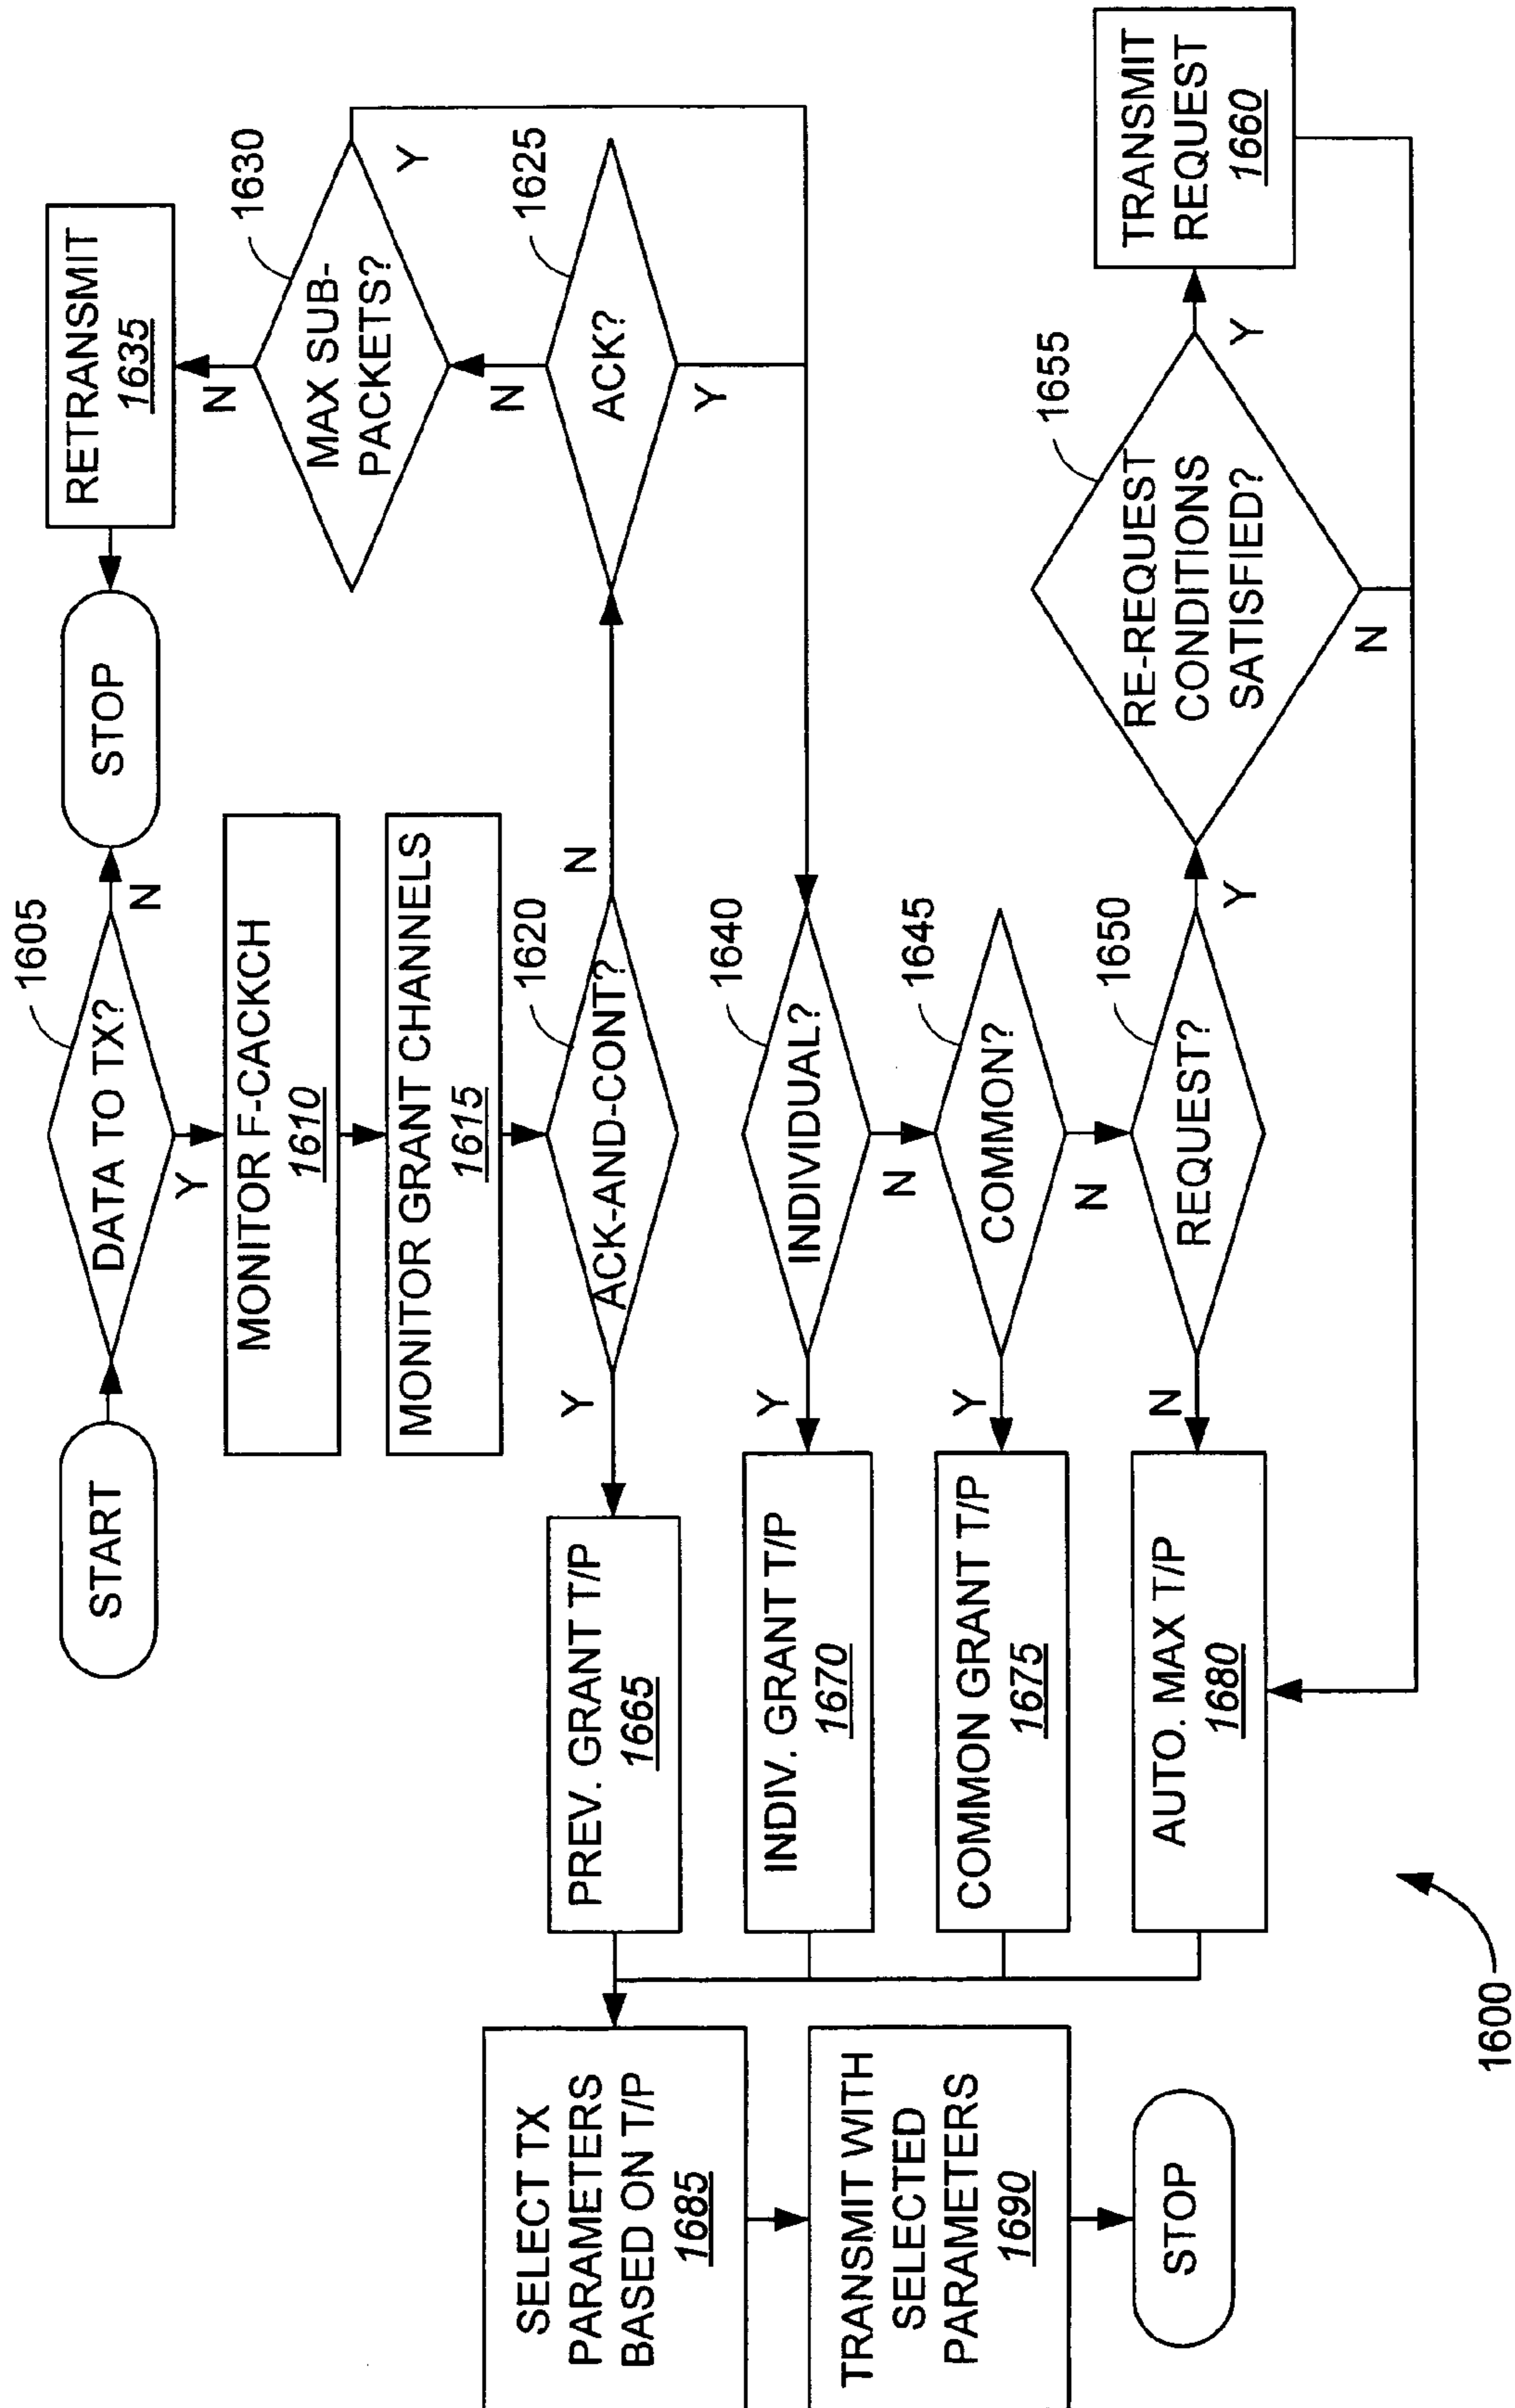 START
DATA TO TX?
1605
N
STOP
RETRANSMIT
1635
Y
MONITOR F-CACKCH
1610
N
MAX SUB-
PACKETS?
1630
Y
MONITOR GRANT CHANNELS
1615
N
ACK?
1625
Y
ACK-AND-CONT?
1620
Y
N
PREV. GRANT T/P
1665
SELECT TX
PARAMETERS
BASED ON T/P
1685
INDIVIDUAL?
1640
Y
N
INDIV. GRANT T/P
1670
TRANSMIT WITH
SELECTED
PARAMETERS
1690
COMMON?
1645
Y
N
COMMON GRANT T/P
1675
STOP
REQUEST?
1650
N
Y
AUTO. MAX T/P
1680
RE-REQUEST
CONDITIONS
SATISFIED?
1655
Y
N
TRANSMIT
REQUEST
1660
1600